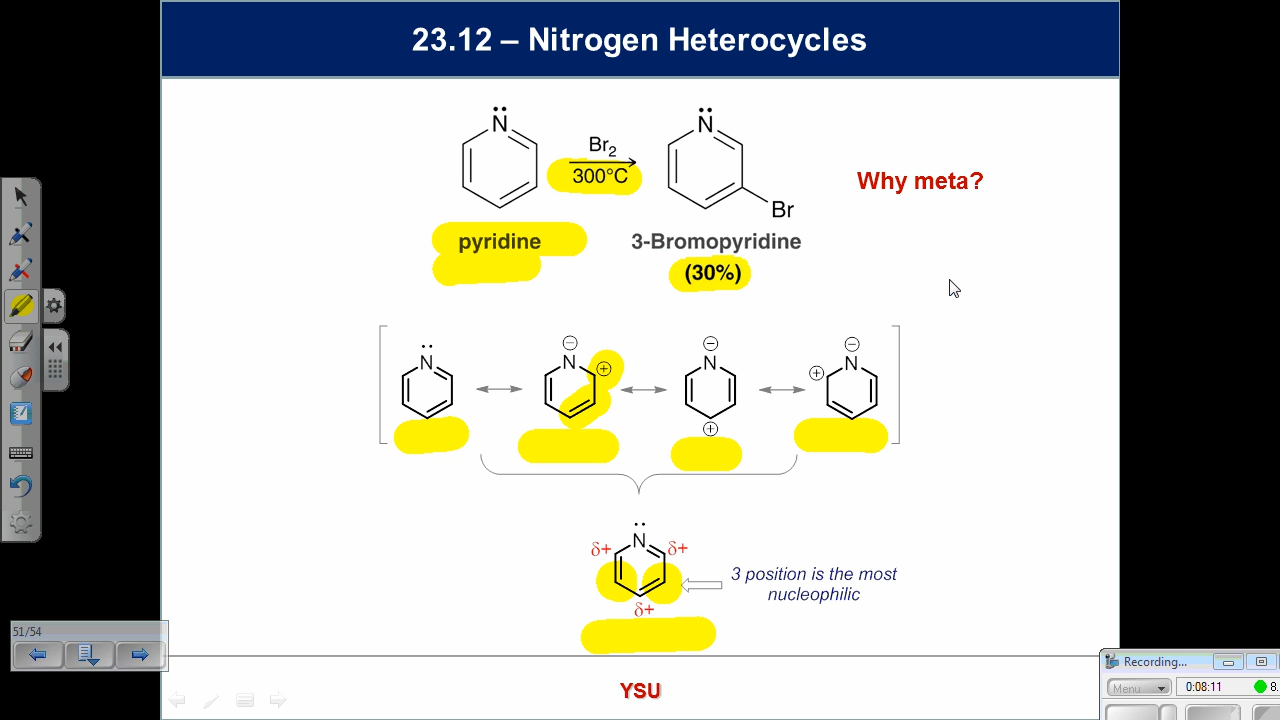 23.12 – Nitrogen Heterocycles
N
Br2
300°C
N
Br
Why meta?
pyridine
3-Bromopyridine
(30%)
N
N
N
N
N
δ+
δ+
δ+
3 position is the most
nucleophilic
51/54
YSU
Recording...
Menu
0:08:11
8